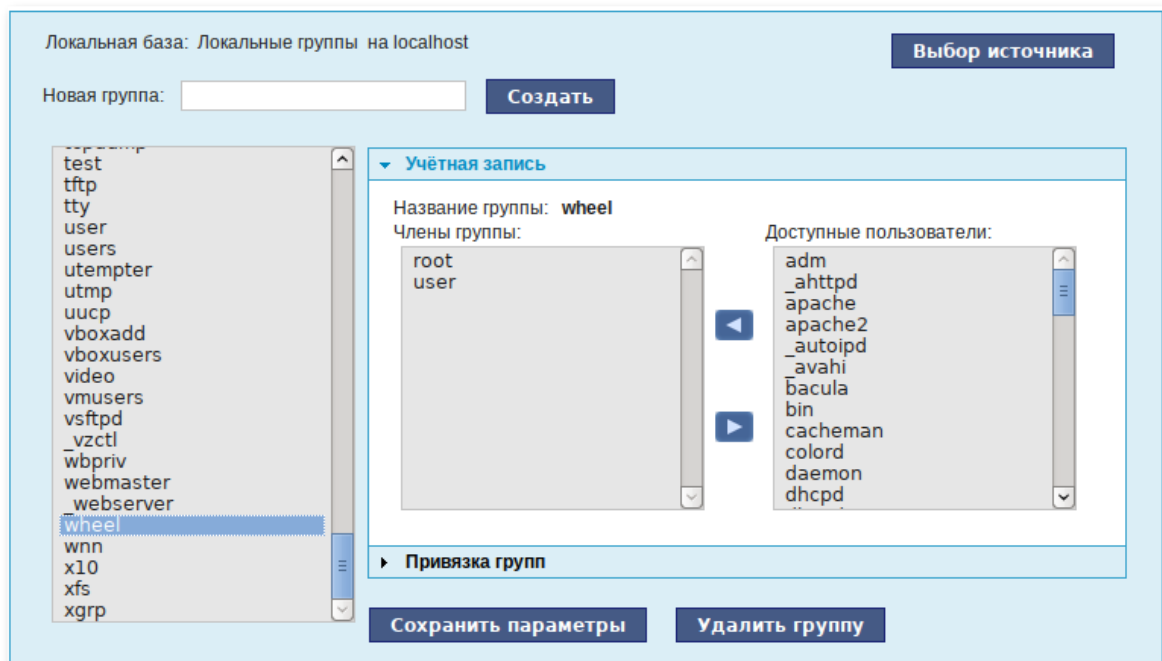 Локальная база: Локальные группы на localhost
Выбор источника
Новая группа:
Создать
test
tftp
tty
user
users
utempter
utmp
uucp
vboxadd
vboxusers
video
vmusers
vsftpd
_vzctl
wbpriv
webmaster
_webserver
wheel
wnn
x10
xfs
xgrp
Учётная запись
Название группы: wheel
Члены группы:
root
user
Доступные пользователи:
adm
_ahttpd
apache
apache2
_autoipd
_avahi
bacula
bin
cacheman
colord
daemon
dhcpd
Привязка групп
Сохранить параметры
Удалить группу